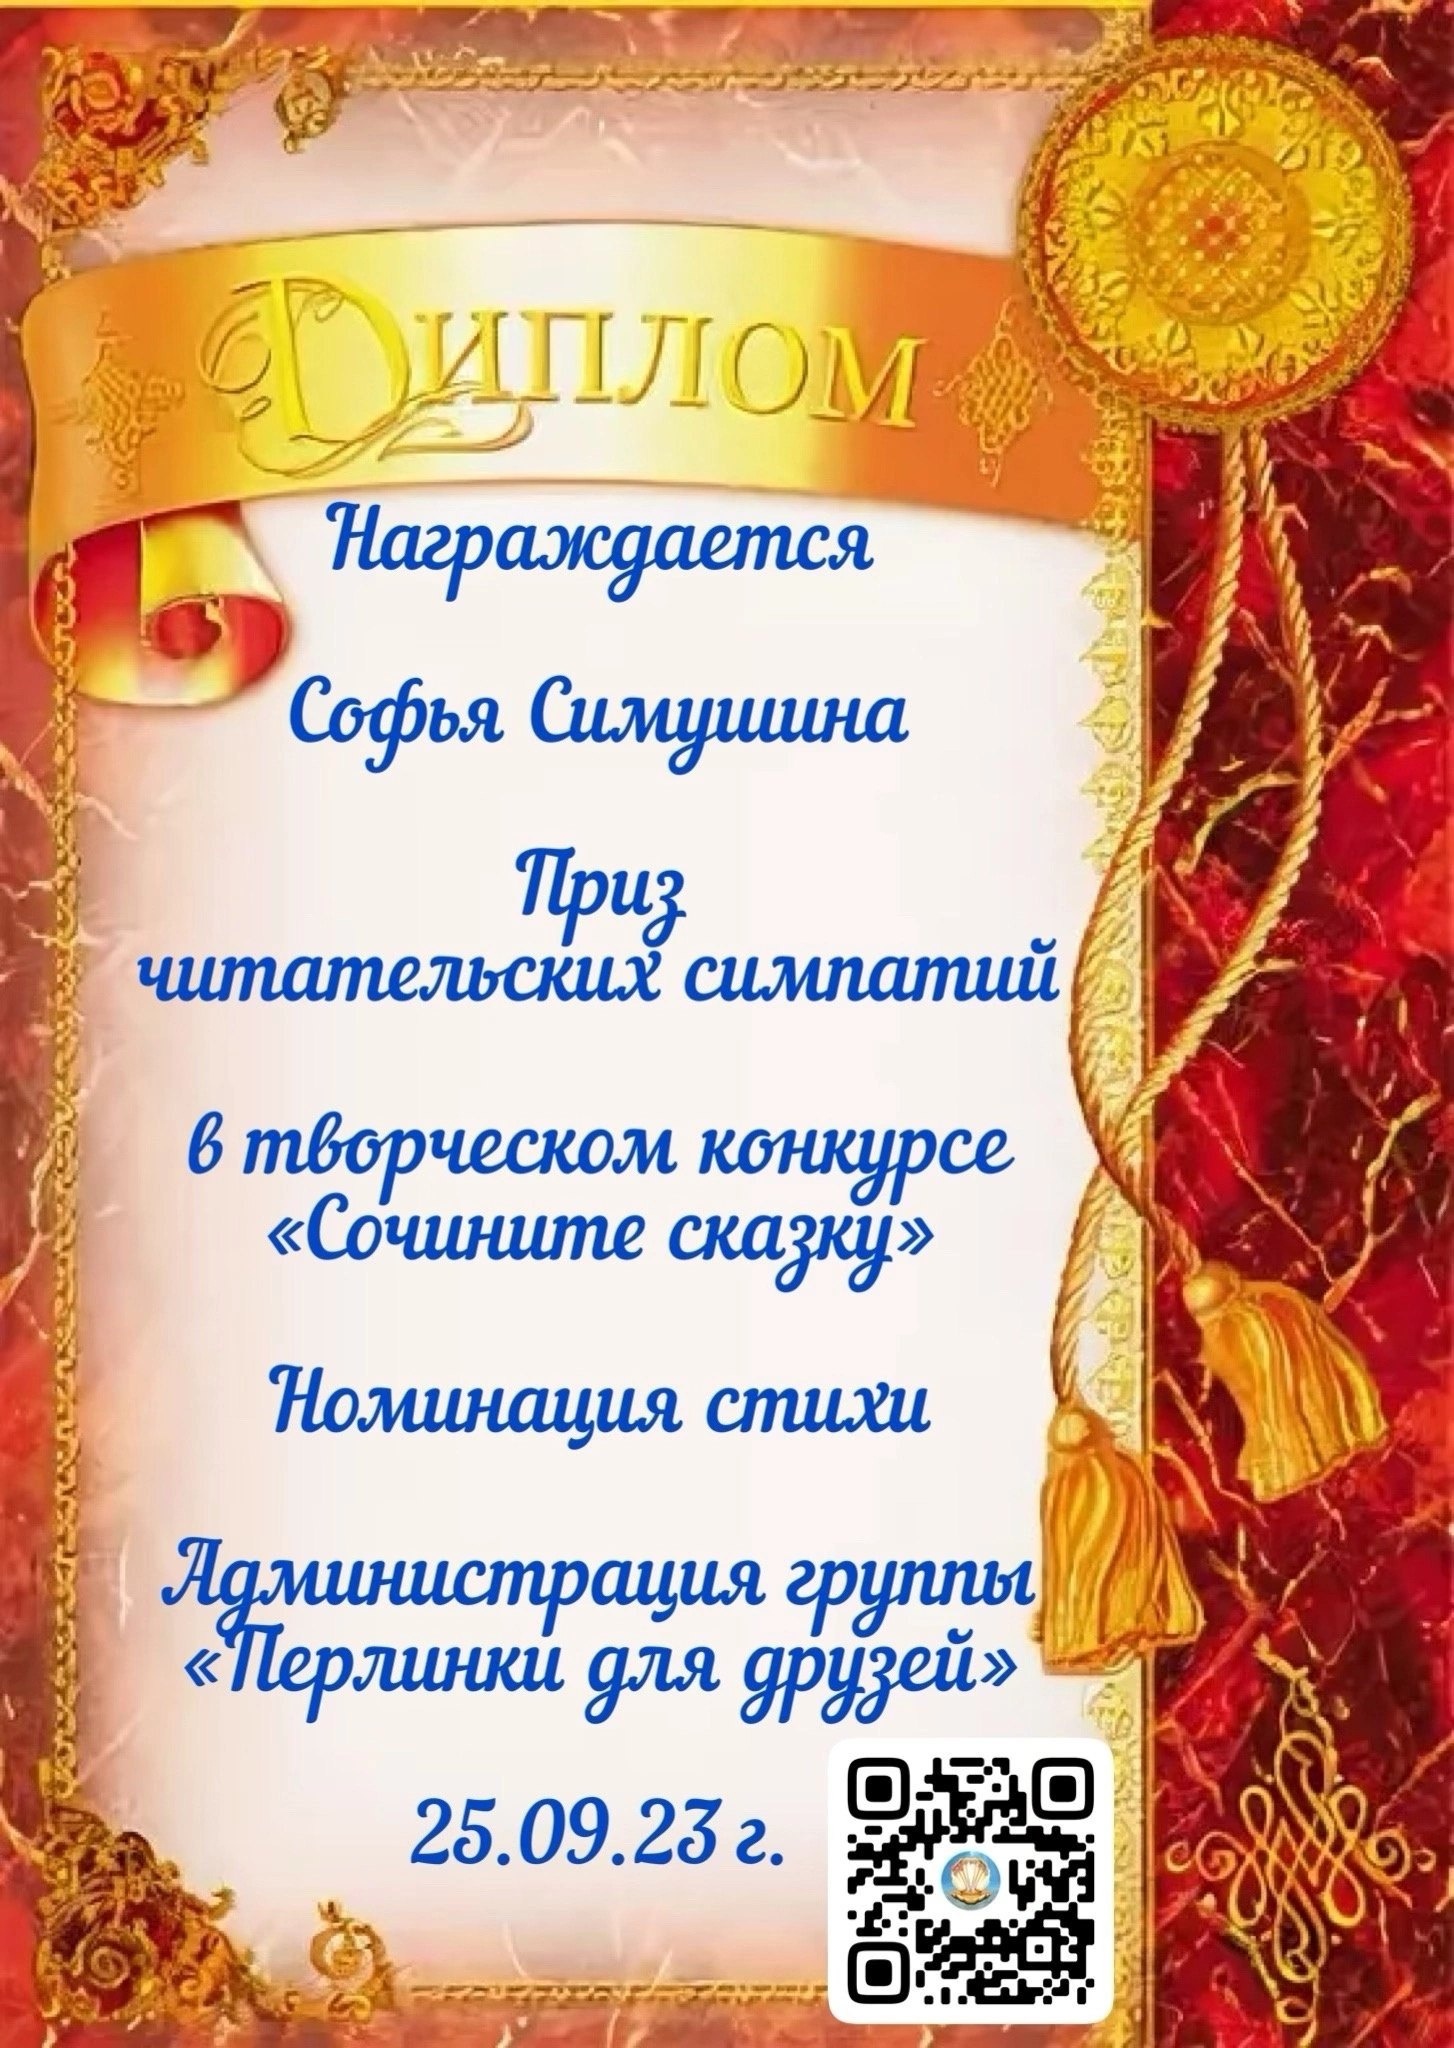 Диплом
Награждается
Софья Симушина
Приз
читательских симпатий
в творческом конкурсе
«Сочините сказку»
Номинация стихи
Администрация группы
«Перлинки для друзей»
25.09.23 г.